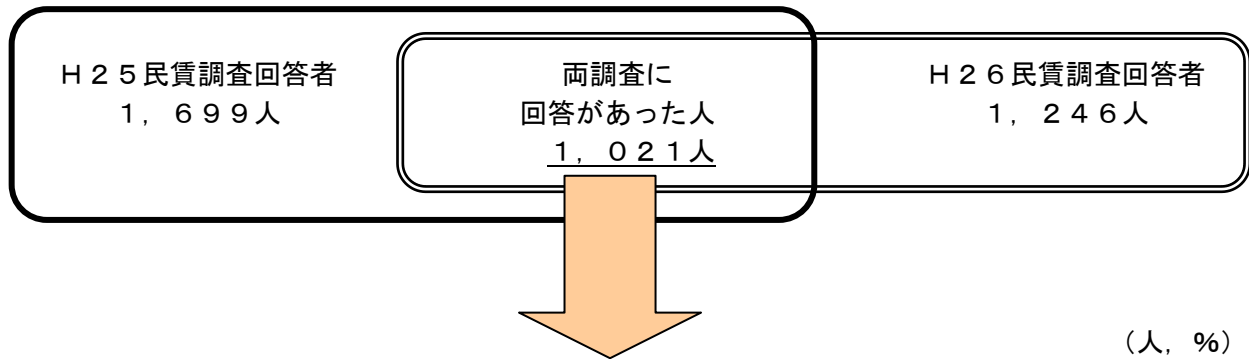 H25民賃調査回答者
1,699人
両調査に
回答があった人
1,021人
H26民賃調査回答者
1,246人
(人,%)